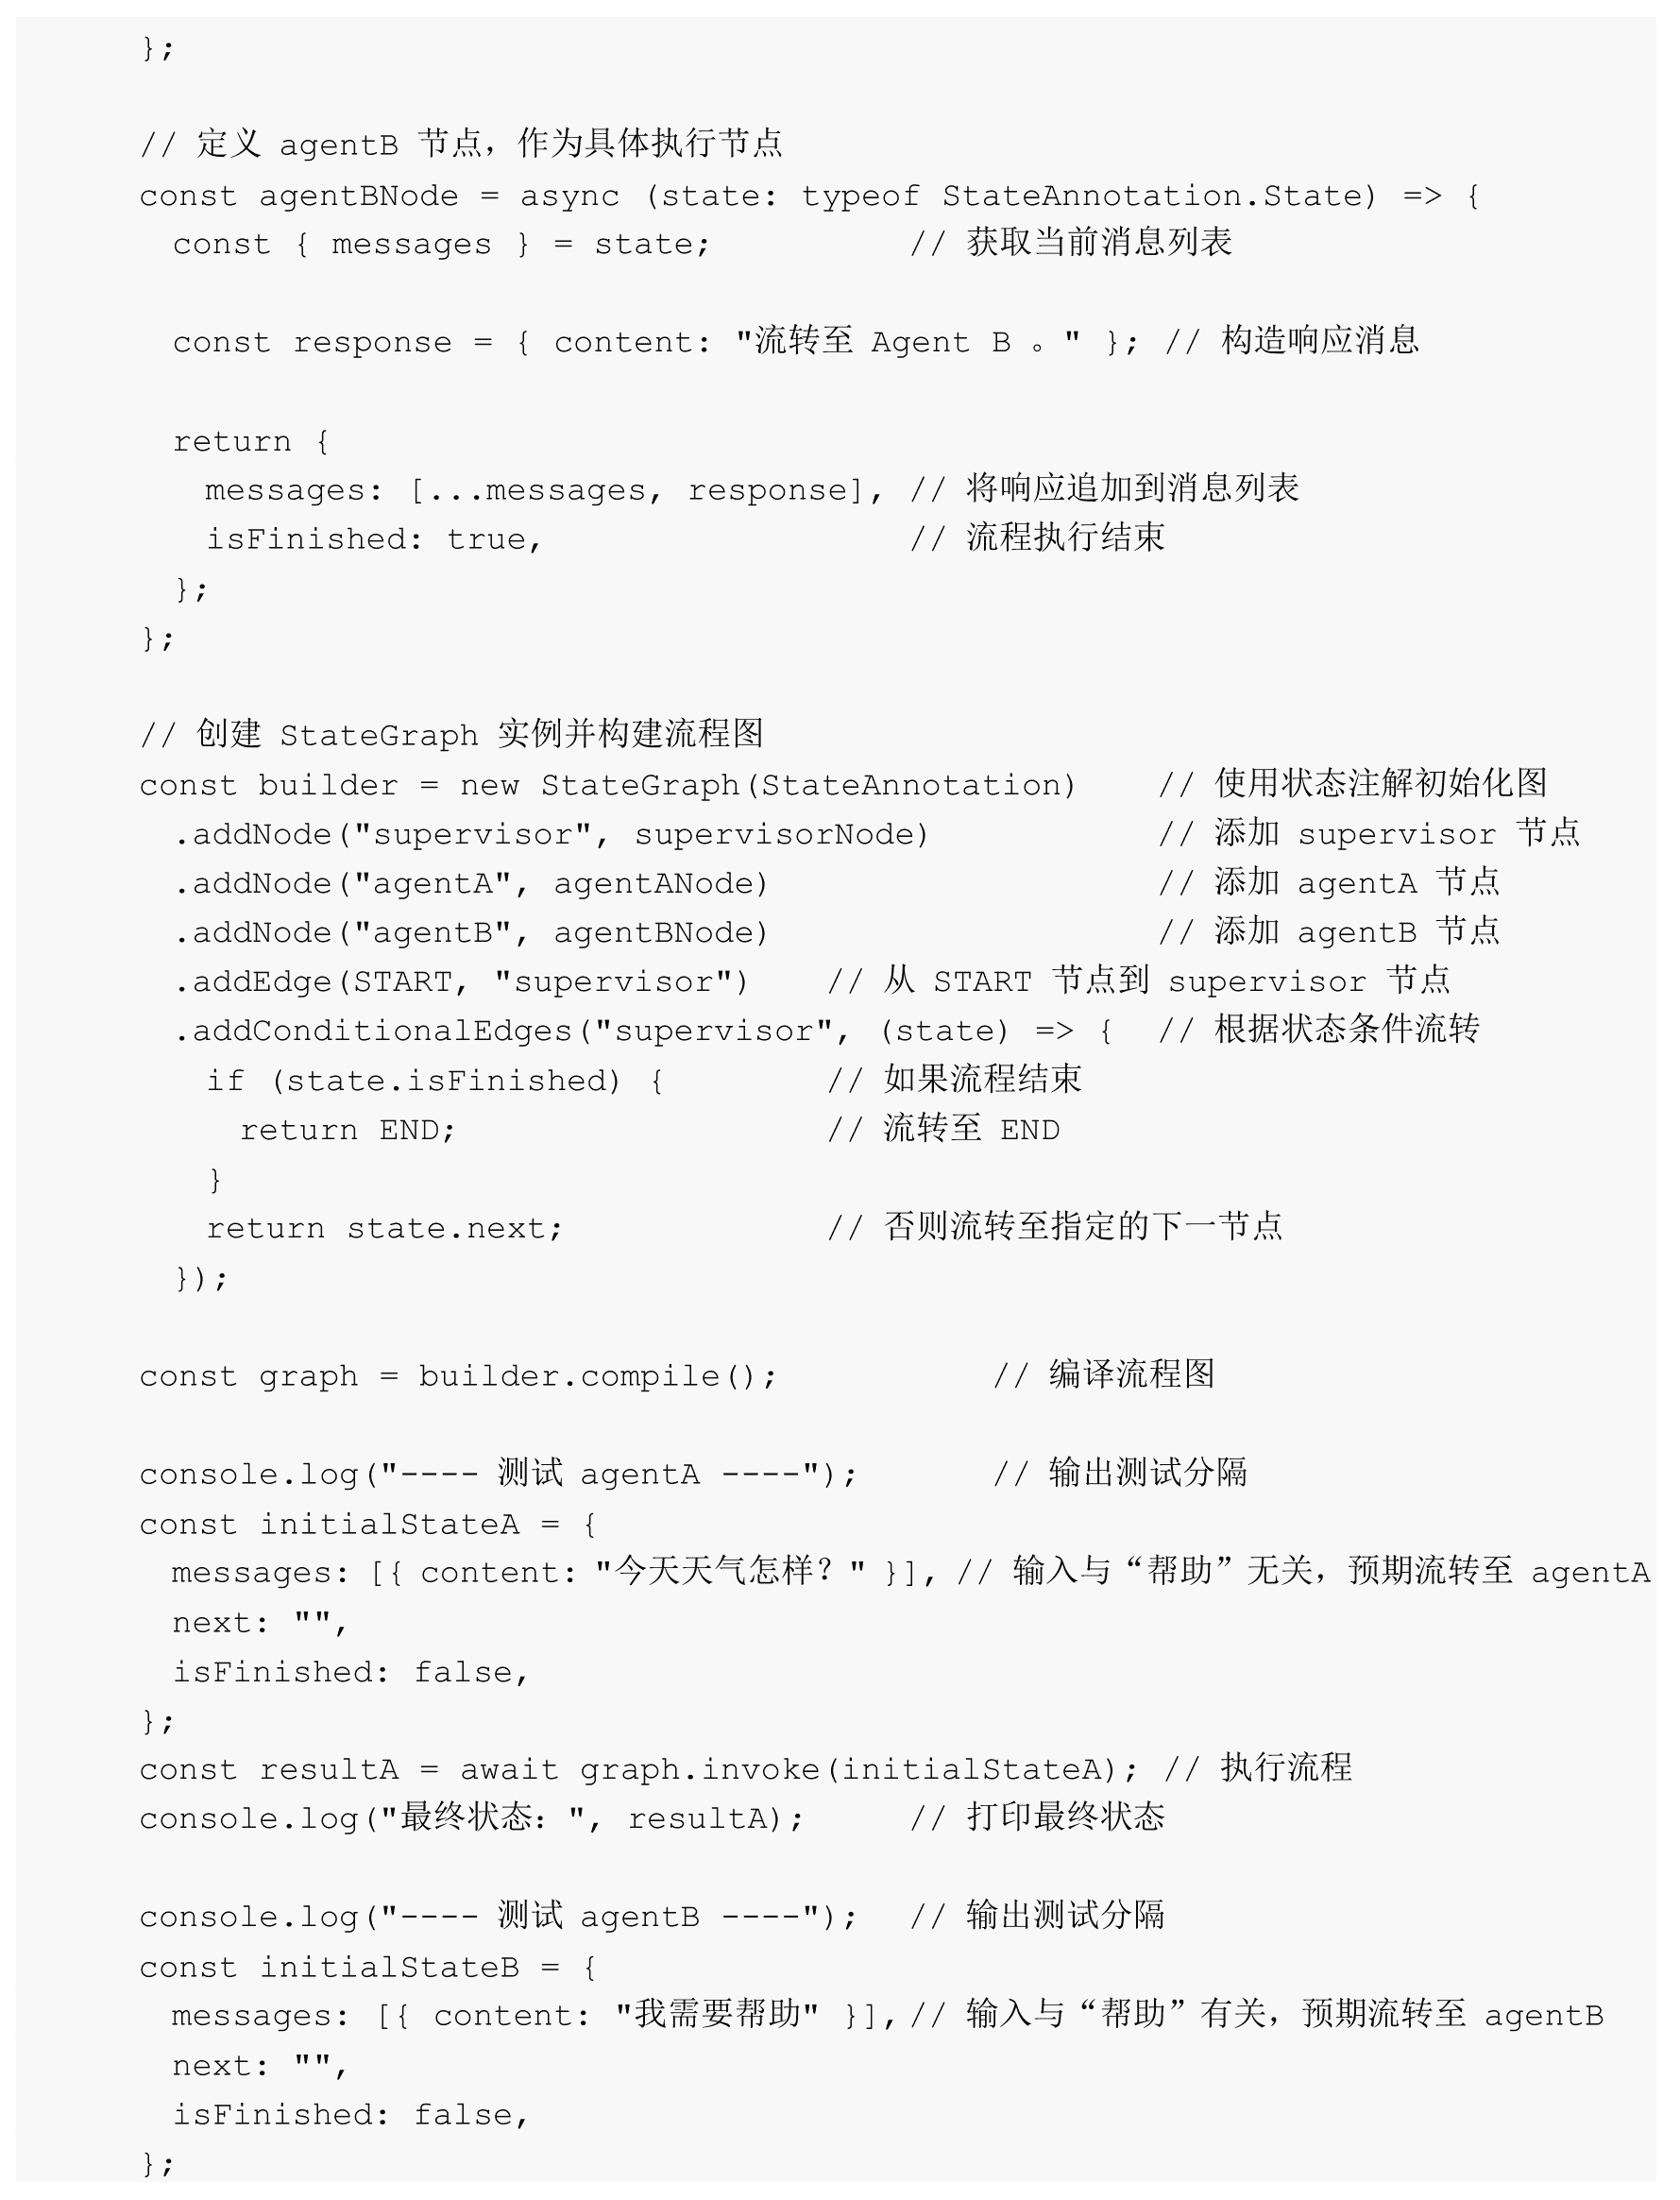 };
// 定义 agentB 节点，作为具体执行节点
const agentBNode = async (state: typeof StateAnnotation.State) => {
  const { messages } = state;            // 获取当前消息列表
  const response = { content: "流转至 Agent B 。" }; // 构造响应消息
  return {
    messages: [...messages, response], // 将响应追加到消息列表
    isFinished: true,                      // 流程执行结束
  };
};
// 创建 StateGraph 实例并构建流程图
const builder = new StateGraph(StateAnnotation)     // 使用状态注解初始化图
  .addNode("supervisor", supervisorNode)              // 添加 supervisor 节点
  .addNode("agentA", agentANode)                        // 添加 agentA 节点
  .addNode("agentB", agentBNode)                        // 添加 agentB 节点
  .addEdge(START, "supervisor")     // 从 START 节点到 supervisor 节点
  .addConditionalEdges("supervisor", (state) => {   // 根据状态条件流转
    if (state.isFinished) {          // 如果流程结束
      return END;                       // 流转至 END
    }
    return state.next;                // 否则流转至指定的下一节点
  });
const graph = builder.compile();             // 编译流程图
console.log("---- 测试 agentA ----");        // 输出测试分隔
const initialStateA = {
  messages: [{ content: "今天天气怎样？" }], // 输入与“帮助”无关，预期流转至 agentA
  next: "",
  isFinished: false,
};
const resultA = await graph.invoke(initialStateA); // 执行流程
console.log("最终状态：", resultA);      // 打印最终状态
console.log("---- 测试 agentB ----");   // 输出测试分隔
const initialStateB = {
  messages: [{ content: "我需要帮助" }], // 输入与“帮助”有关，预期流转至 agentB
  next: "",
  isFinished: false,
};